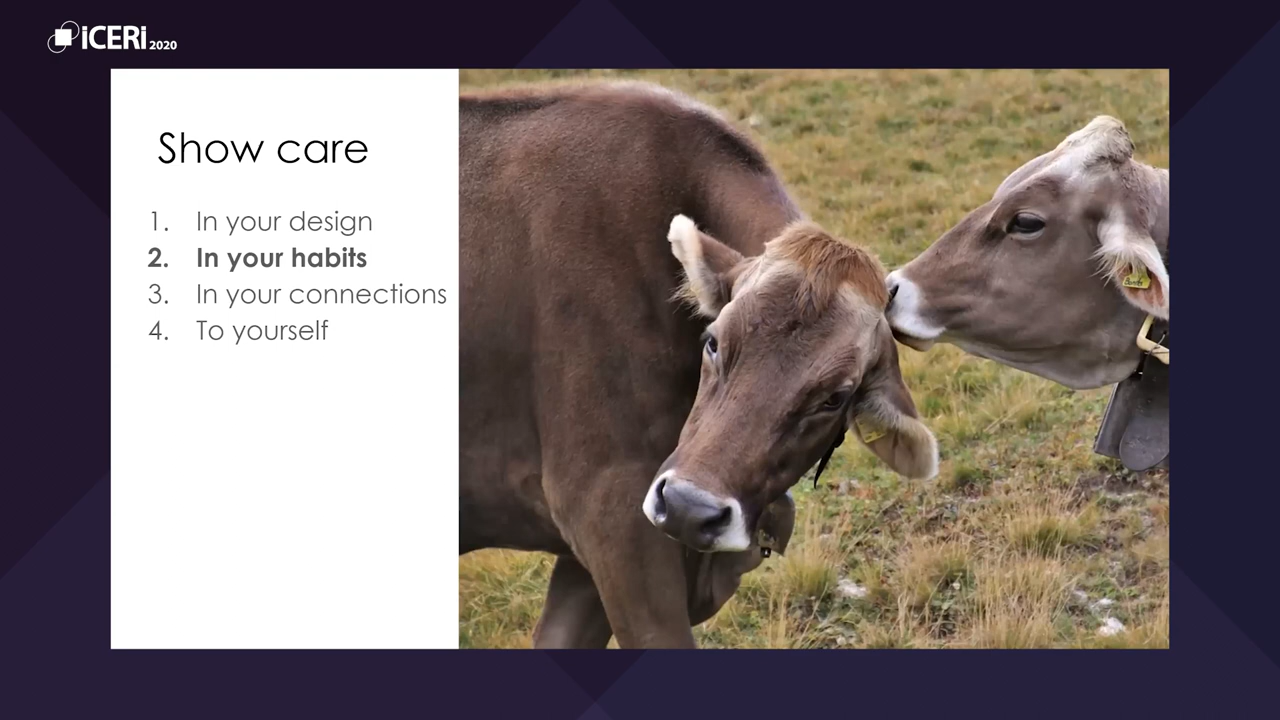 iCERi 2020
Show care
1. In your design
2. In your habits
3. In your connections
4. To yourself